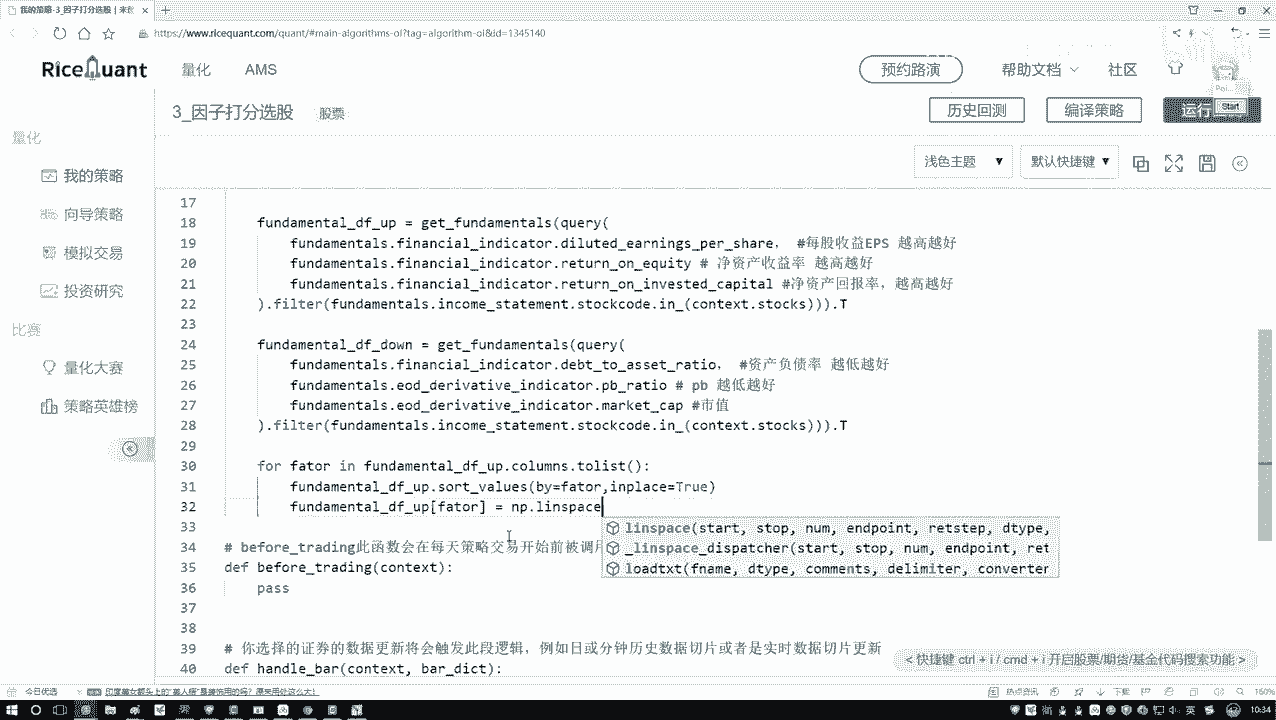 我的策略-3_因子打分选股 | 来
https://www.ricequant.com/quant/#main-algorithms-ol?tag=algorithm-ol&id=1345140
RiceQuant 量化 AMS 预约路演 帮助文档 社区
3_因子打分选股 股票 历史回测 编译策略 运行 Start
量化
我的策略
向导策略
模拟交易
投资研究
比赛
量化大赛
策略英雄榜
浅色主题 ▼ 默认快捷键 ▼
17
18 fundamental_df_up = get_fundamentals(query(
19 fundamentals.financial_indicator.diluted_earnings_per_share, #每股收益EPS 越高越好
20 fundamentals.financial_indicator.return_on_equity # 净资产收益率 越高越好
21 fundamentals.financial_indicator.return_on_invested_capital #净资产回报率，越高越好
22 ).filter(fundamentals.income_statement.stockcode.in_(context.stocks))).T
23
24 fundamental_df_down = get_fundamentals(query(
25 fundamentals.financial_indicator.debt_to_asset_ratio, #资产负债率 越低越好
26 fundamentals.eod_derivative_indicator.pb_ratio # pb 越低越好
27 fundamentals.eod_derivative_indicator.market_cap #市值
28 ).filter(fundamentals.income_statement.stockcode.in_(context.stocks))).T
29
30 for fator in fundamental_df_up.columns.tolist():
31 fundamental_df_up.sort_values(by=fator,inplace=True)
32 fundamental_df_up[fator] = np.linspace
linspace(start, stop, num, endpoint, retstep, dtype,
_linspace_dispatcher(start, stop, num, endpoint, ret
loadtxt(fname, dtype, comments, delimiter, converter
33
34 # before_trading此函数会在每天策略交易开始前被调用
35 def before_trading(context):
36 pass
37
38
39 # 你选择的证券的数据更新将会触发此段逻辑，例如日或分钟历史数据切片或者是实时数据切片更新
40 def handle_bar(context, bar_dict):
< 快捷键 ctrl + i / cmd + i 开启股票/期货/基金代码搜索功能 >
今日优选
热点资讯 下载 160%
英 10:34